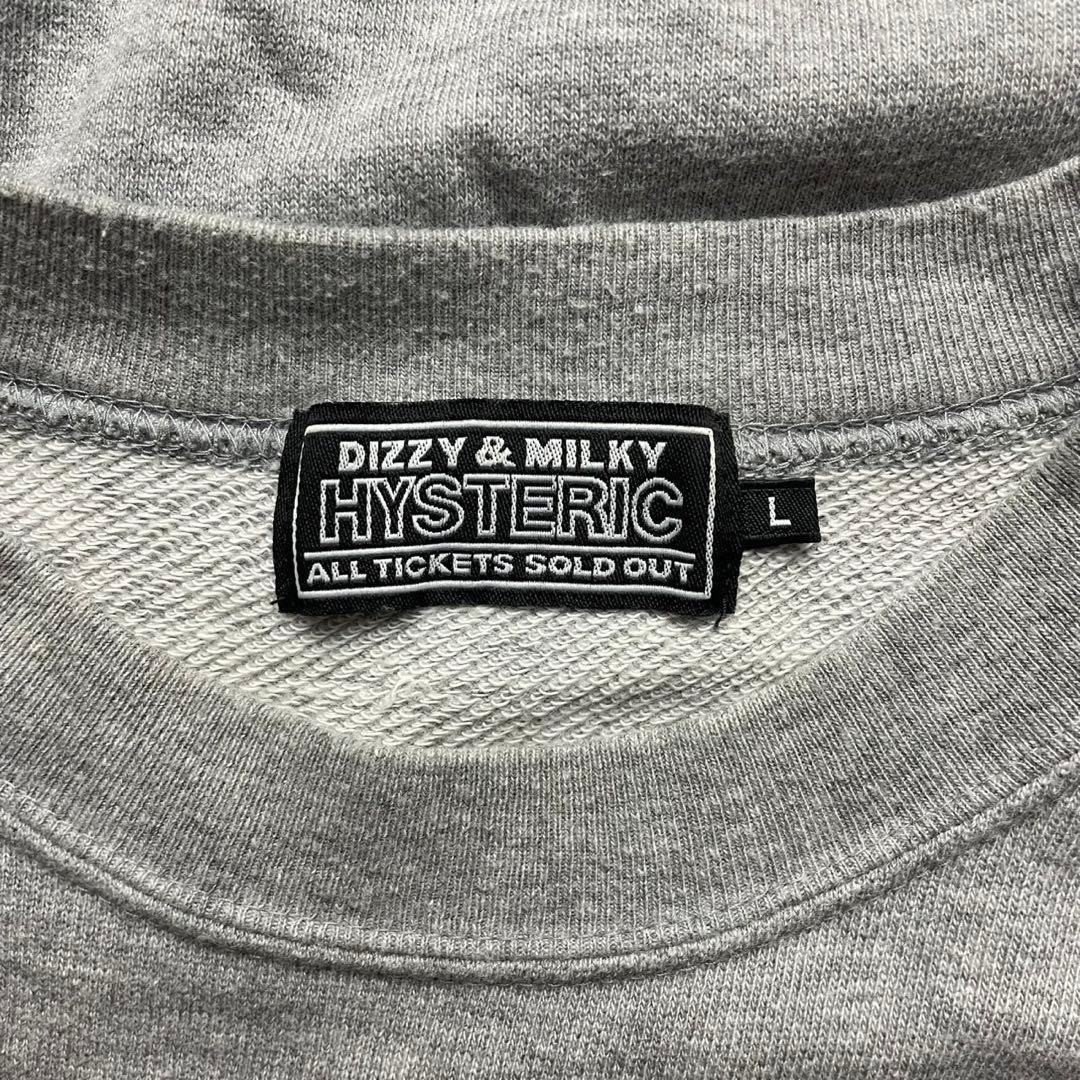 DIZZY & MILKY
HYSTERIC
ALL TICKETS SOLD OUT
L